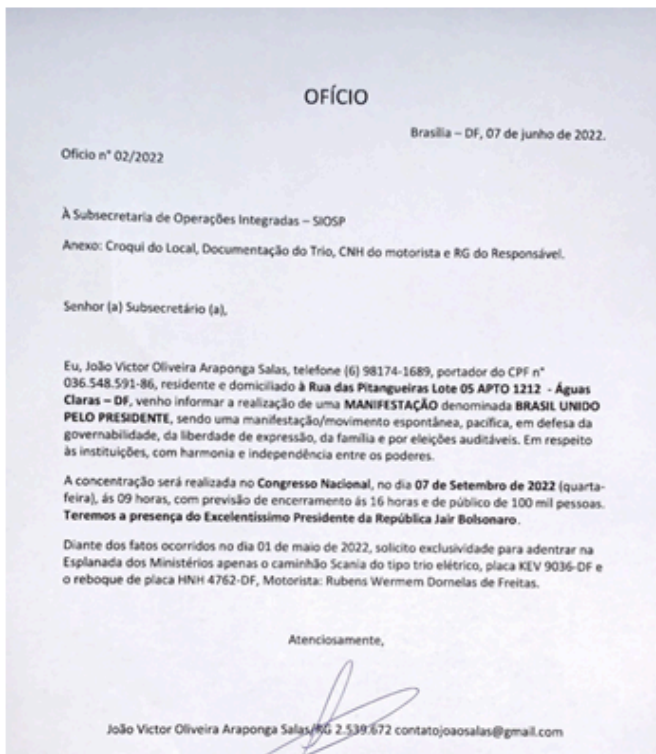 OFÍCIO
Brasília – DF, 07 de junho de 2022.
Oficio n° 02/2022
À Subsecretaria de Operações Integradas – SIOSP
Anexo: Croqui do Local, Documentação do Trio, CNH do motorista e RG do Responsável.
Senhor (a) Subsecretário (a),
Eu, João Victor Oliveira Araponga Salas, telefone (6) 98174-1689, portador do CPF n°
036.548.591-86, residente e domiciliado à Rua das Pitangueiras Lote 05 APTO 1212 - Águas
Claras – DF, venho informar a realização de uma MANIFESTAÇÃO denominada BRASIL UNIDO
PELO PRESIDENTE, sendo uma manifestação/movimento espontânea, pacífica, em defesa da
governabilidade, da liberdade de expressão, da família e por eleições auditáveis. Em respeito
às instituições, com harmonia e independência entre os poderes.
A concentração será realizada no Congresso Nacional, no dia 07 de Setembro de 2022 (quarta-
feira), ás 09 horas, com previsão de encerramento ás 16 horas e de público de 100 mil pessoas.
Teremos a presença do Excelentíssimo Presidente da República Jair Bolsonaro.
Diante dos fatos ocorridos no dia 01 de maio de 2022, solicito exclusividade para adentrar na
Esplanada dos Ministérios apenas o caminhão Scania do tipo trio elétrico, placa KEV 9036-DF e
o reboque de placa HNH 4762-DF, Motorista: Rubens Wermem Dornelas de Freitas.
Atenciosamente,
João Victor Oliveira Araponga Salas/RG 2.539.672 contatojoaosalas@gmail.com